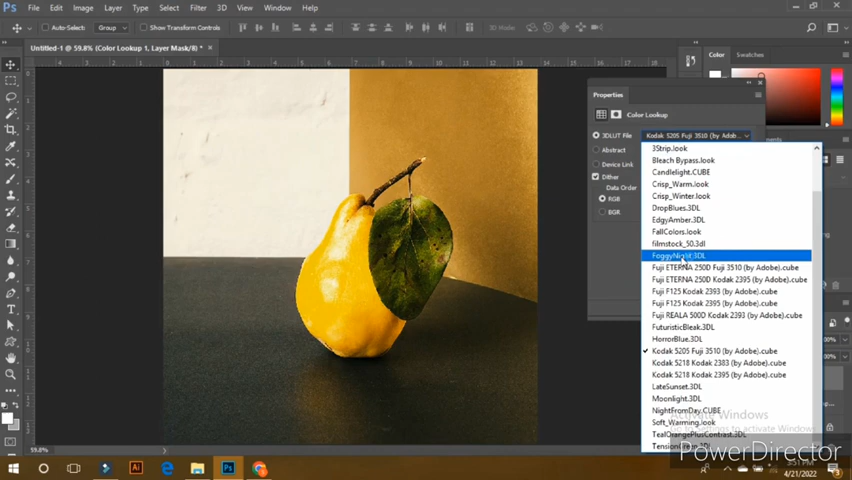 Ps File Edit Image Layer Type Select Filter 3D View Window Help
Auto-Select: Group Show Transform Controls 3D Mode:
Untitled-1 @ 59.8% (Color Lookup 1, Layer Mask/8) *
Color Swatches
Properties
Color Lookup
3DLUT File Kodak 5205 Fuji 3510 (by Adob...
Abstract
Device Link
Dither
Data Order
RGB
BGR
3Strip.look
Bleach Bypass.look
Candlelight.CUBE
Crisp_Warm.look
Crisp_Winter.look
DropBlues.3DL
EdgyAmber.3DL
FallColors.look
filmstock_50.3dl
FoggyNight.3DL
Fuji ETERNA 250D Fuji 3510 (by Adobe).cube
Fuji ETERNA 250D Kodak 2395 (by Adobe).cube
Fuji F125 Kodak 2393 (by Adobe).cube
Fuji F125 Kodak 2395 (by Adobe).cube
Fuji REALA 500D Kodak 2393 (by Adobe).cube
FuturisticBleak.3DL
HorrorBlue.3DL
Kodak 5205 Fuji 3510 (by Adobe).cube
Kodak 5218 Kodak 2383 (by Adobe).cube
Kodak 5218 Kodak 2395 (by Adobe).cube
LateSunset.3DL
Moonlight.3DL
NightFromDay.CUBE
Soft_Warming.look
TealOrangePlusContrast.3DL
Activate Windows
Go to Settings to activate Windows.
PowerDirector
59.8%
3:51 PM
4/21/2022